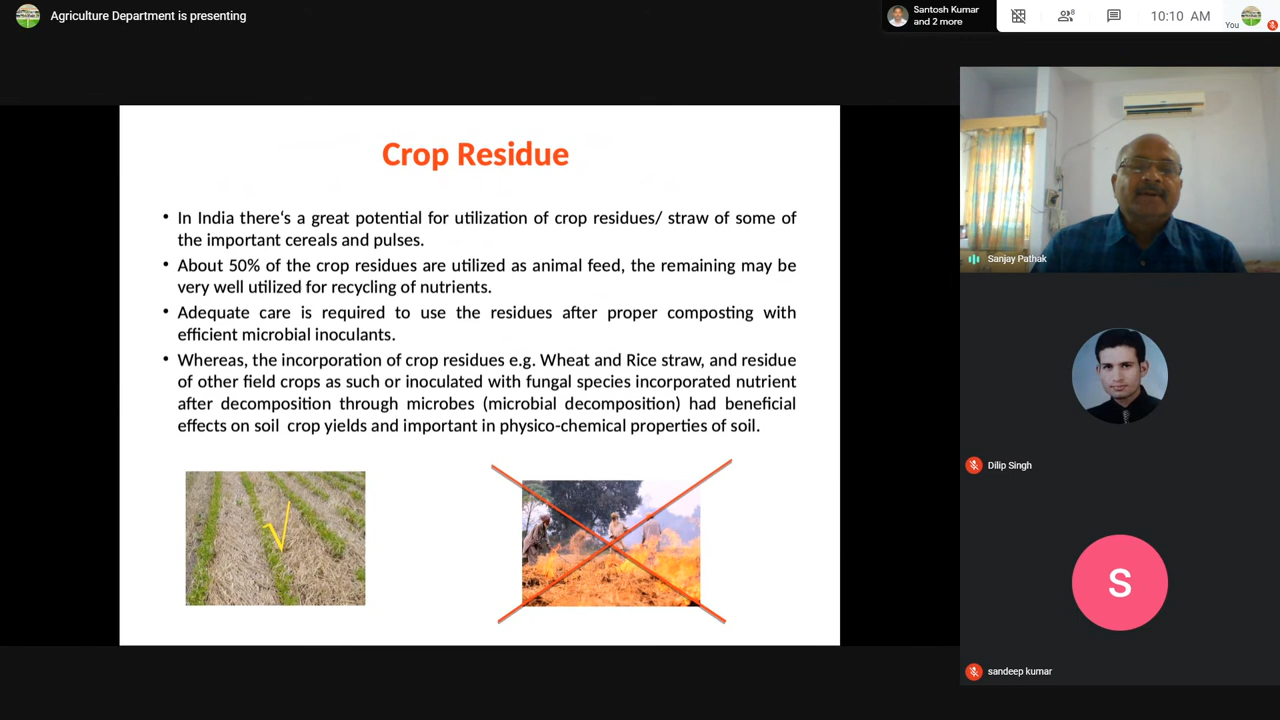 Agriculture Department is presenting
Santosh Kumar
and 2 more
8
10:10 AM
You
Crop Residue
• In India there‘s a great potential for utilization of crop residues/ straw of some of
the important cereals and pulses.
• About 50% of the crop residues are utilized as animal feed, the remaining may be
very well utilized for recycling of nutrients.
• Adequate care is required to use the residues after proper composting with
efficient microbial inoculants.
• Whereas, the incorporation of crop residues e.g. Wheat and Rice straw, and residue
of other field crops as such or inoculated with fungal species incorporated nutrient
after decomposition through microbes (microbial decomposition) had beneficial
effects on soil crop yields and important in physico-chemical properties of soil.
Sanjay Pathak
Dilip Singh
S
sandeep kumar